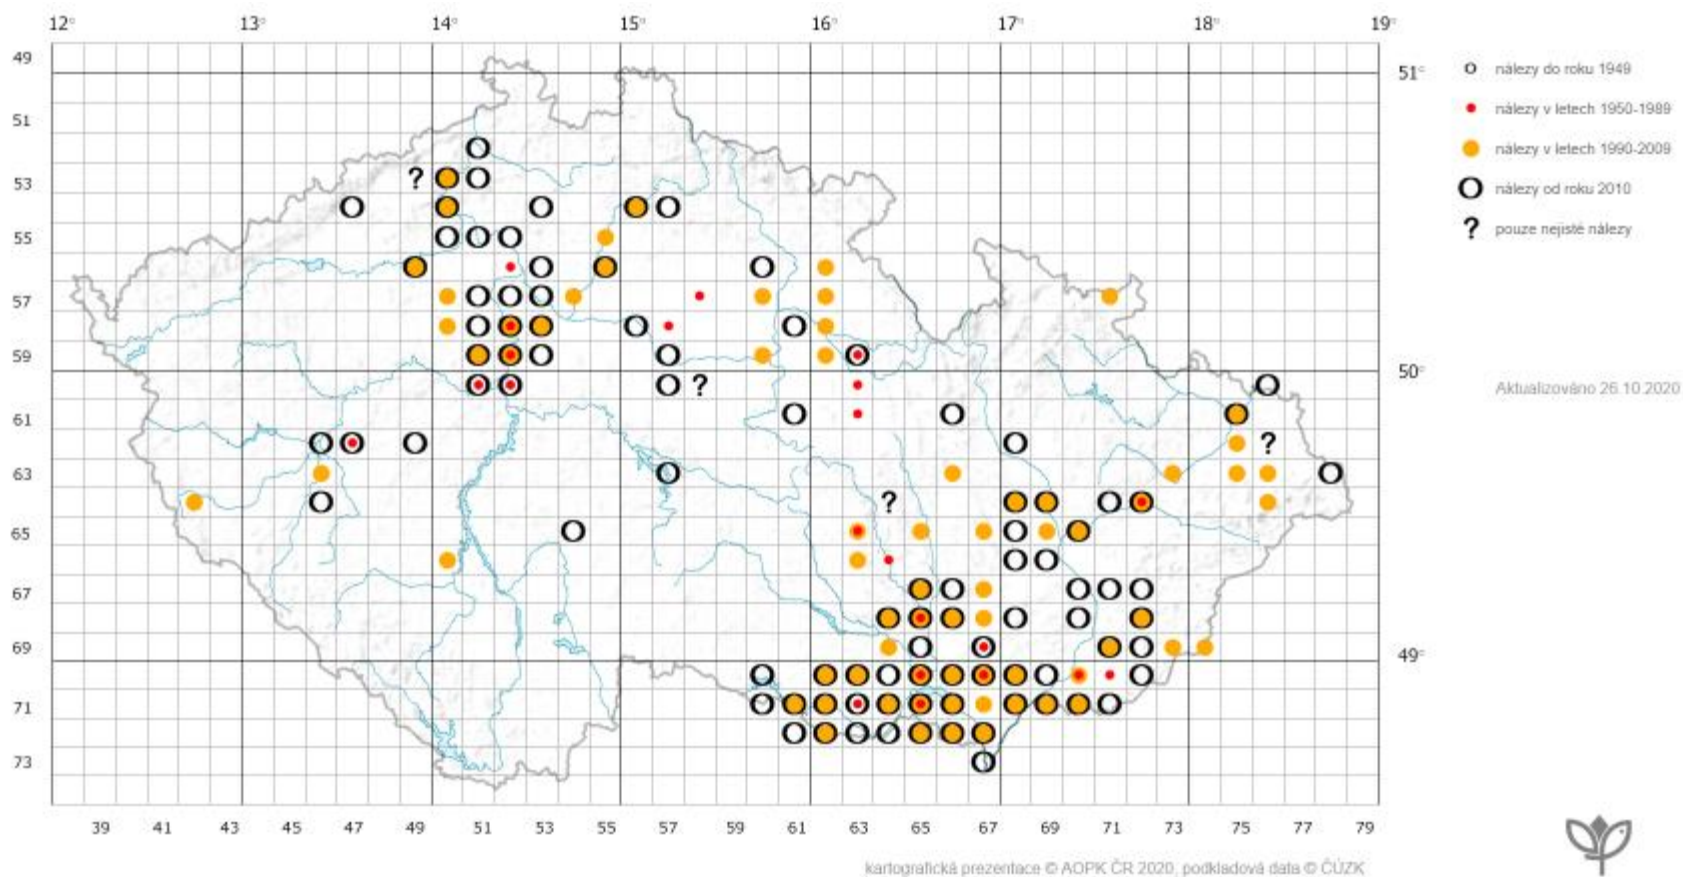 12° 13° 14° 15° 16° 17° 18° 19°
49
51°
51
53
55
57
59
50°
61
63
65
67
69
49°
71
73
39 41 43 45 47 49 51 53 55 57 59 61 63 65 67 69 71 73 75 77 79
nálezy do roku 1949
nálezy v letech 1950-1989
nálezy v letech 1990-2009
nálezy od roku 2010
? pouze nejisté nálezy
Aktualizováno 26.10.2020
?
?
?
?
kartografická prezentace © AOPK ČR 2020, podkladová data © ČÚZK